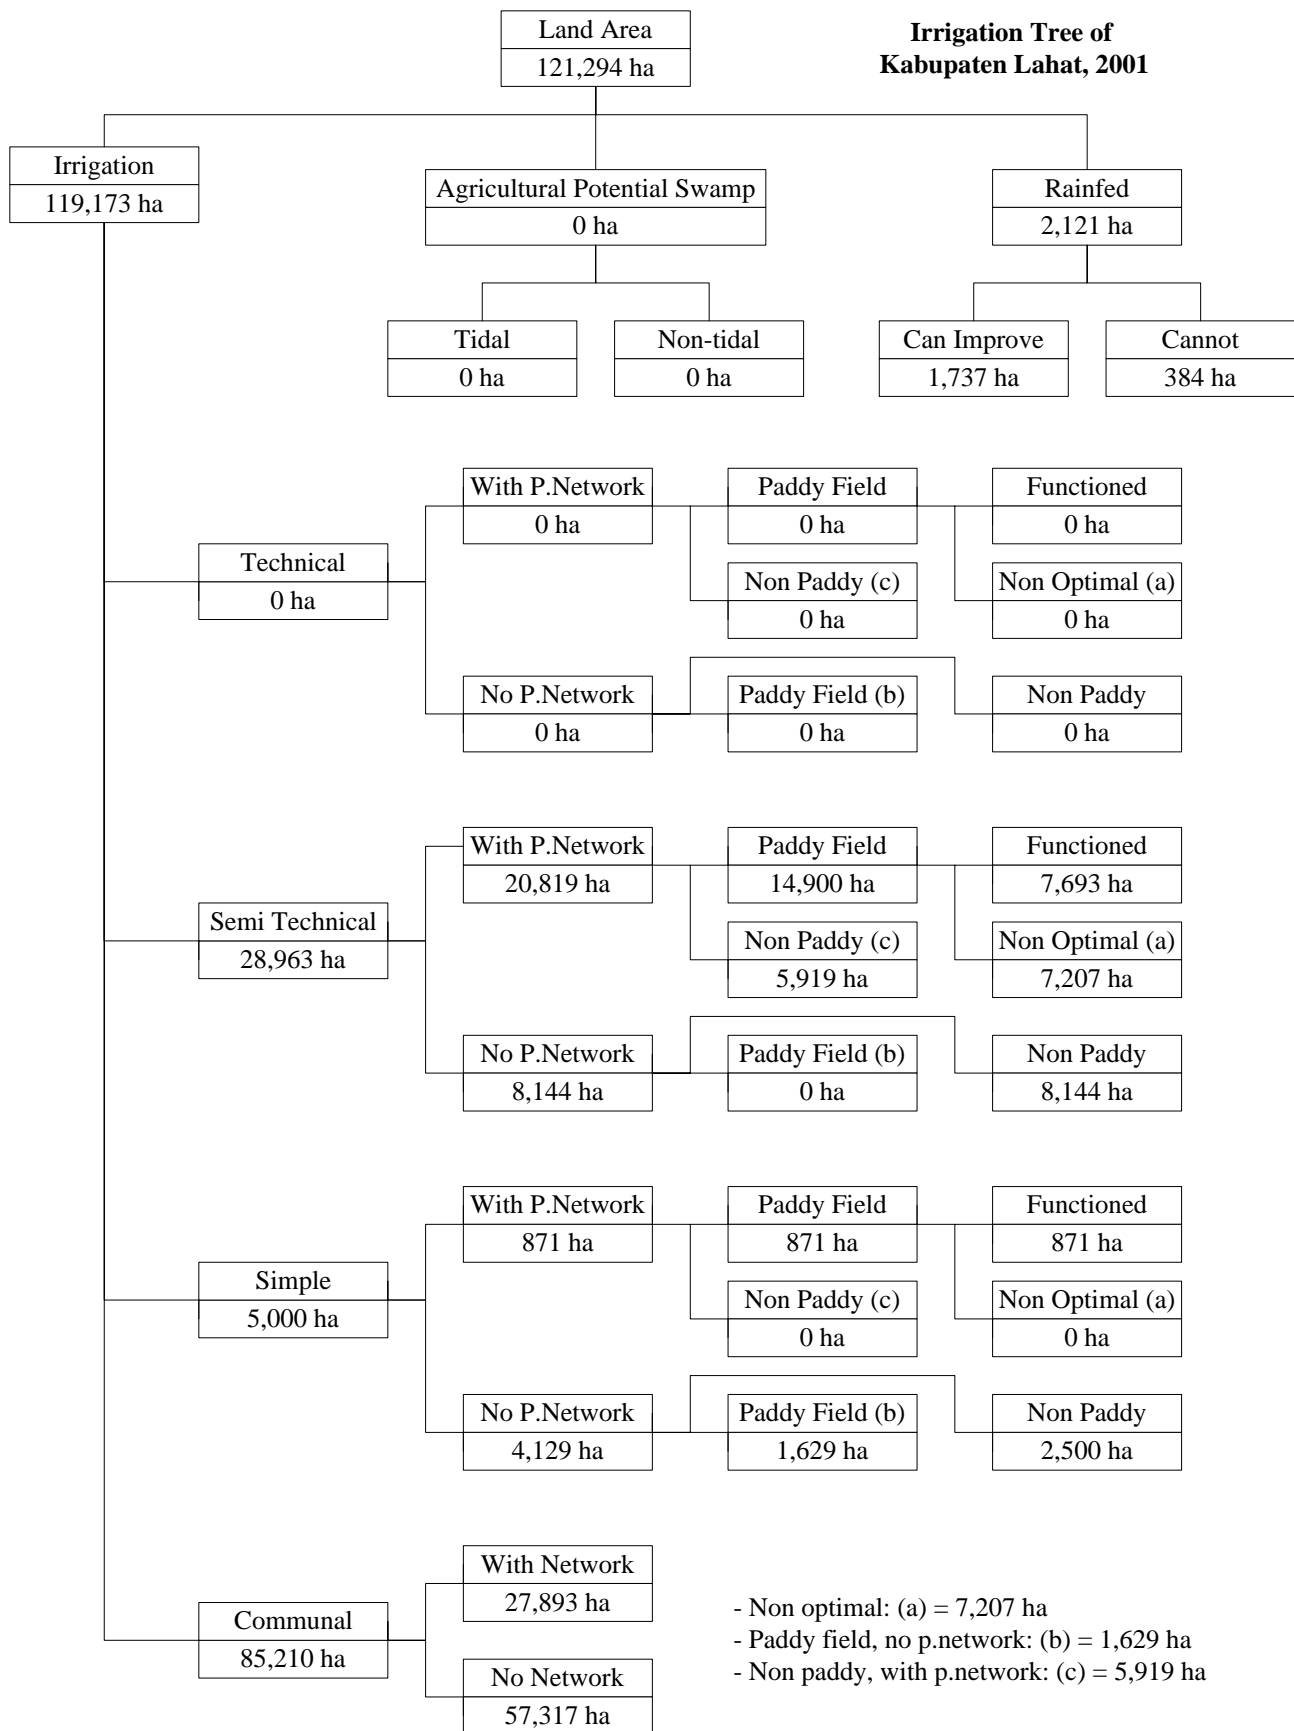 Land Area
121,294 ha
Irrigation Tree of
Kabupaten Lahat, 2001
Irrigation
119,173 ha
Agricultural Potential Swamp
0 ha
Rainfed
2,121 ha
Tidal
0 ha
Non-tidal
0 ha
Can Improve
1,737 ha
Cannot
384 ha
Technical
0 ha
With P.Network
0 ha
Paddy Field
0 ha
Functioned
0 ha
Non Paddy (c)
0 ha
Non Optimal (a)
0 ha
No P.Network
0 ha
Paddy Field (b)
0 ha
Non Paddy
0 ha
Semi Technical
28,963 ha
With P.Network
20,819 ha
Paddy Field
14,900 ha
Functioned
7,693 ha
Non Paddy (c)
5,919 ha
Non Optimal (a)
7,207 ha
No P.Network
8,144 ha
Paddy Field (b)
0 ha
Non Paddy
8,144 ha
Simple
5,000 ha
With P.Network
871 ha
Paddy Field
871 ha
Functioned
871 ha
Non Paddy (c)
0 ha
Non Optimal (a)
0 ha
No P.Network
4,129 ha
Paddy Field (b)
1,629 ha
Non Paddy
2,500 ha
Communal
85,210 ha
With Network
27,893 ha
No Network
57,317 ha
- Non optimal: (a) = 7,207 ha
- Paddy field, no p.network: (b) = 1,629 ha
- Non paddy, with p.network: (c) = 5,919 ha